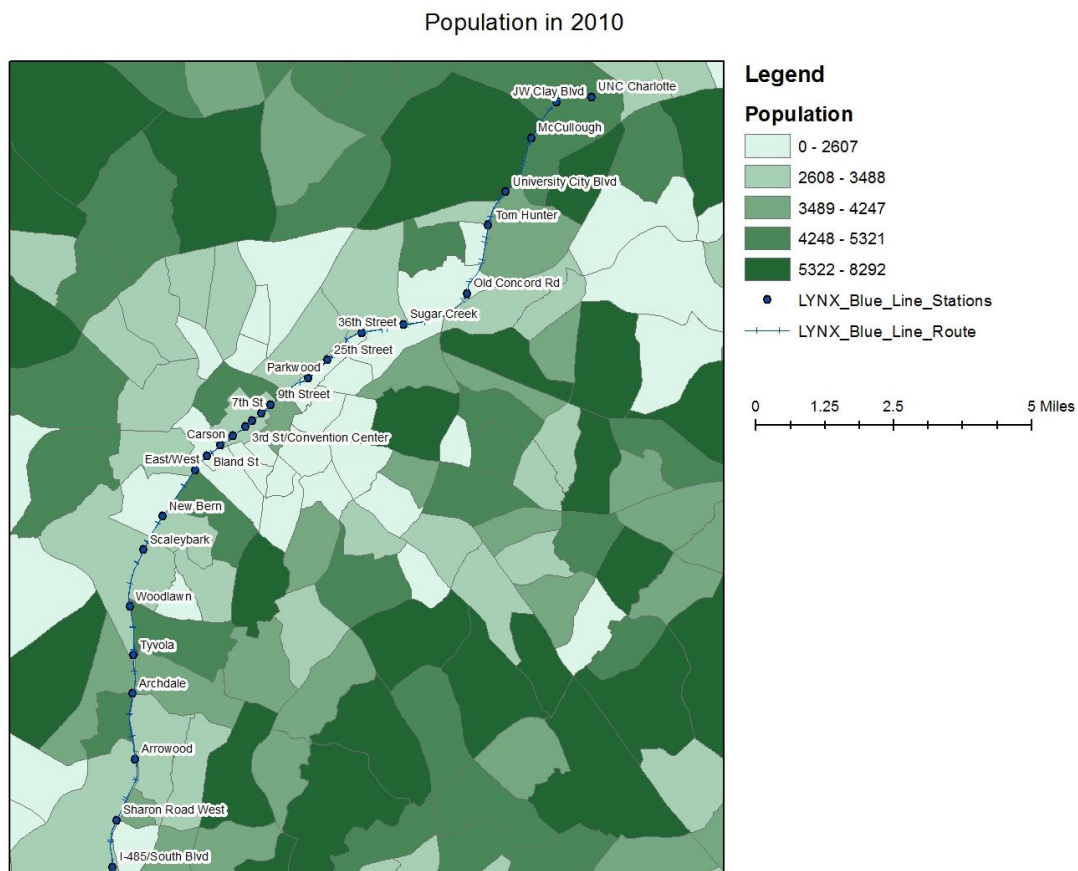 Population in 2010
JW Clay Blvd
UNC Charlotte
McCullough
University City Blvd
Tom Hunter
Old Concord Rd
Sugar Creek
36th Street
25th Street
Parkwood
9th Street
7th St
Carson
3rd St/Convention Center
East/West
Bland St
New Bern
Scaleybark
Woodlawn
Tyvola
Archdale
Arrowood
Sharon Road West
I-485/South Blvd
Legend
Population
0 - 2607
2608 - 3488
3489 - 4247
4248 - 5321
5322 - 8292
LYNX_Blue_Line_Stations
LYNX_Blue_Line_Route
0 1.25 2.5 5 Miles